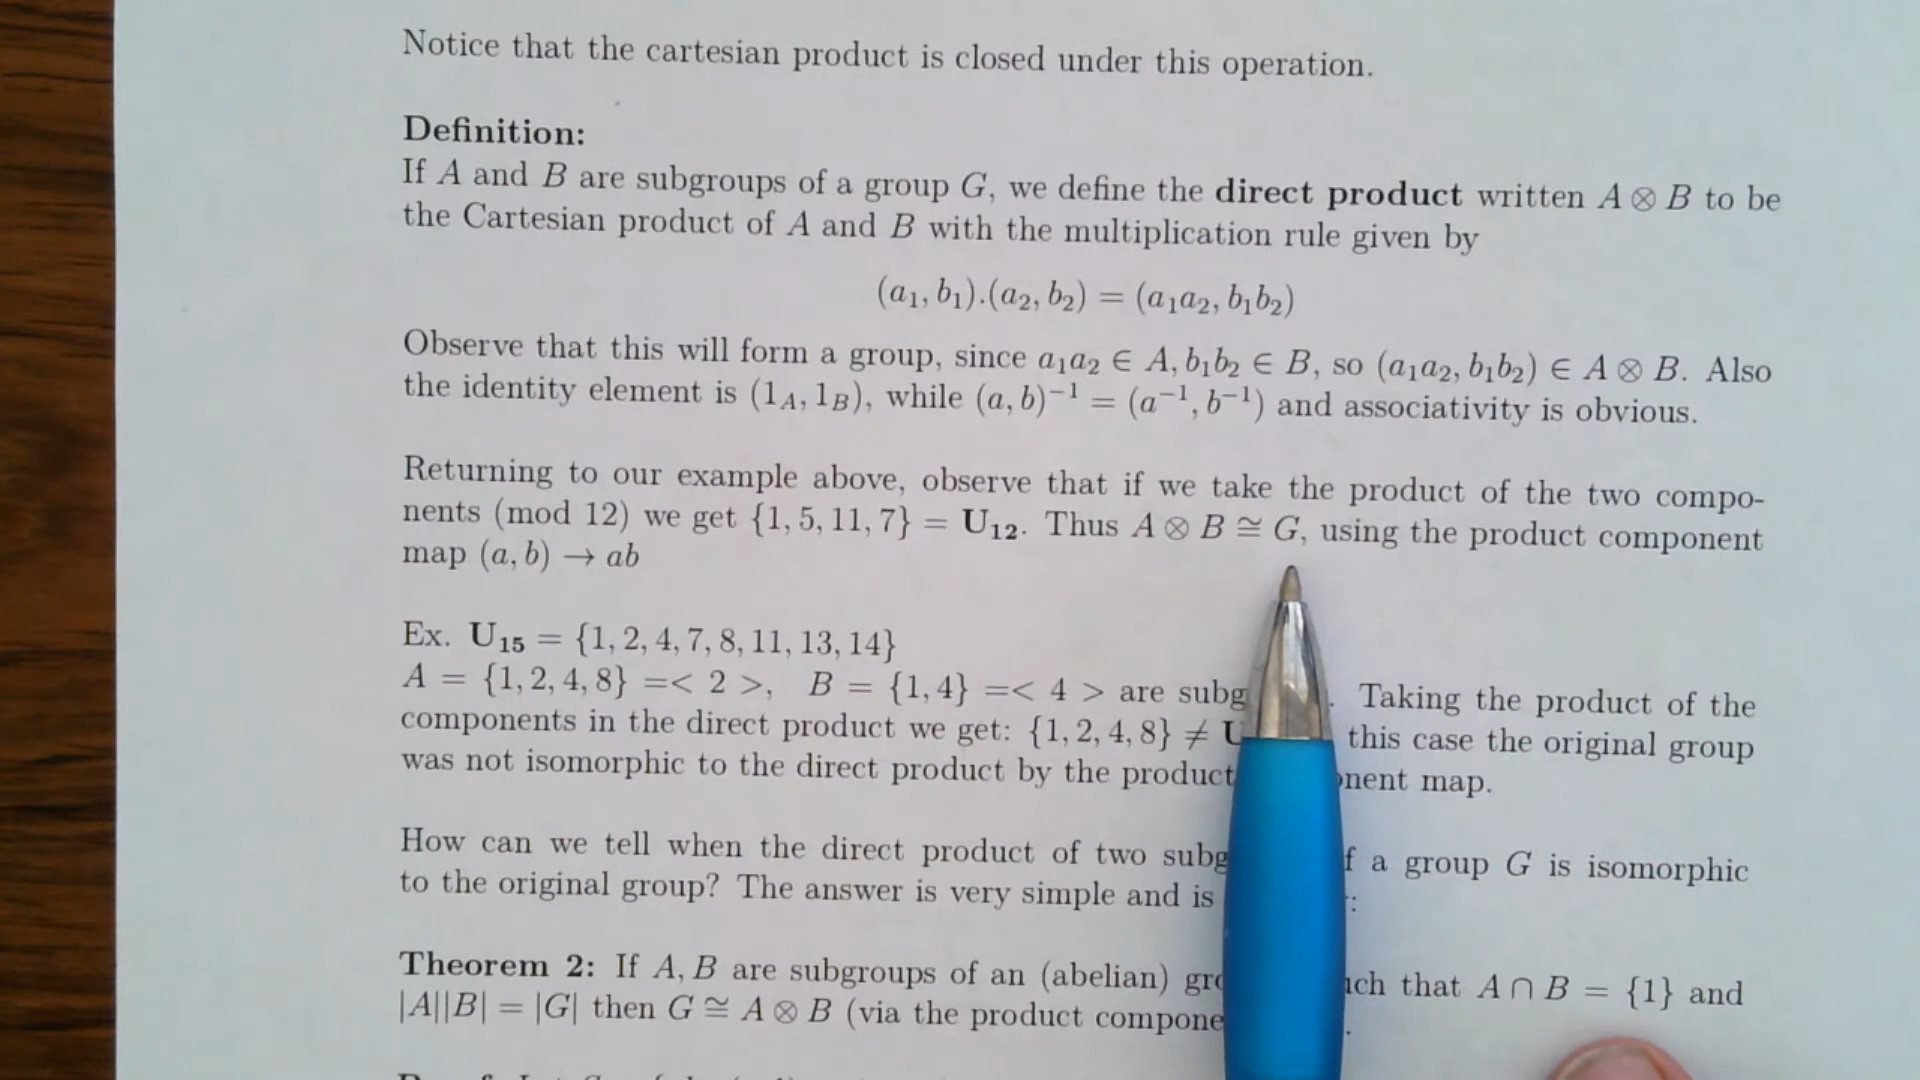 Notice that the cartesian product is closed under this operation.
Definition:
If A and B are subgroups of a group G, we define the direct product written A ⊗ B to be
the Cartesian product of A and B with the multiplication rule given by
(a₁, b₁).(a₂, b₂) = (a₁a₂, b₁b₂)
Observe that this will form a group, since a₁a₂ ∈ A, b₁b₂ ∈ B, so (a₁a₂, b₁b₂) ∈ A ⊗ B. Also
the identity element is (1_A, 1_B), while (a, b)⁻¹ = (a⁻¹, b⁻¹) and associativity is obvious.
Returning to our example above, observe that if we take the product of the two compo-
nents (mod 12) we get {1, 5, 11, 7} = U₁₂. Thus A ⊗ B ≅ G, using the product component
map (a, b) → ab
Ex. U₁₅ = {1, 2, 4, 7, 8, 11, 13, 14}
A = {1, 2, 4, 8} =< 2 >, B = {1, 4} =< 4 > are subg . Taking the product of the
components in the direct product we get: {1, 2, 4, 8} ≠ U this case the original group
was not isomorphic to the direct product by the product nent map.
How can we tell when the direct product of two subg f a group G is isomorphic
to the original group? The answer is very simple and is :
Theorem 2: If A, B are subgroups of an (abelian) gro ch that A ∩ B = {1} and
|A||B| = |G| then G ≅ A ⊗ B (via the product compone .